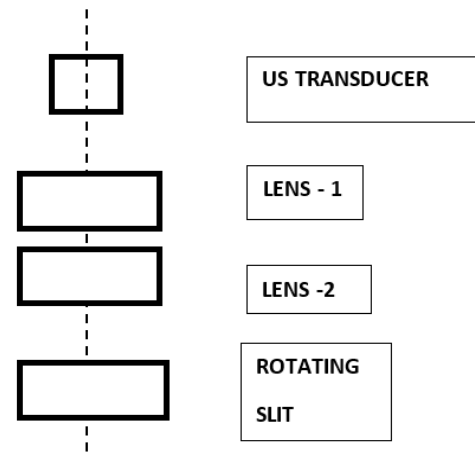 US TRANSDUCER
LENS - 1
LENS -2
ROTATING
SLIT